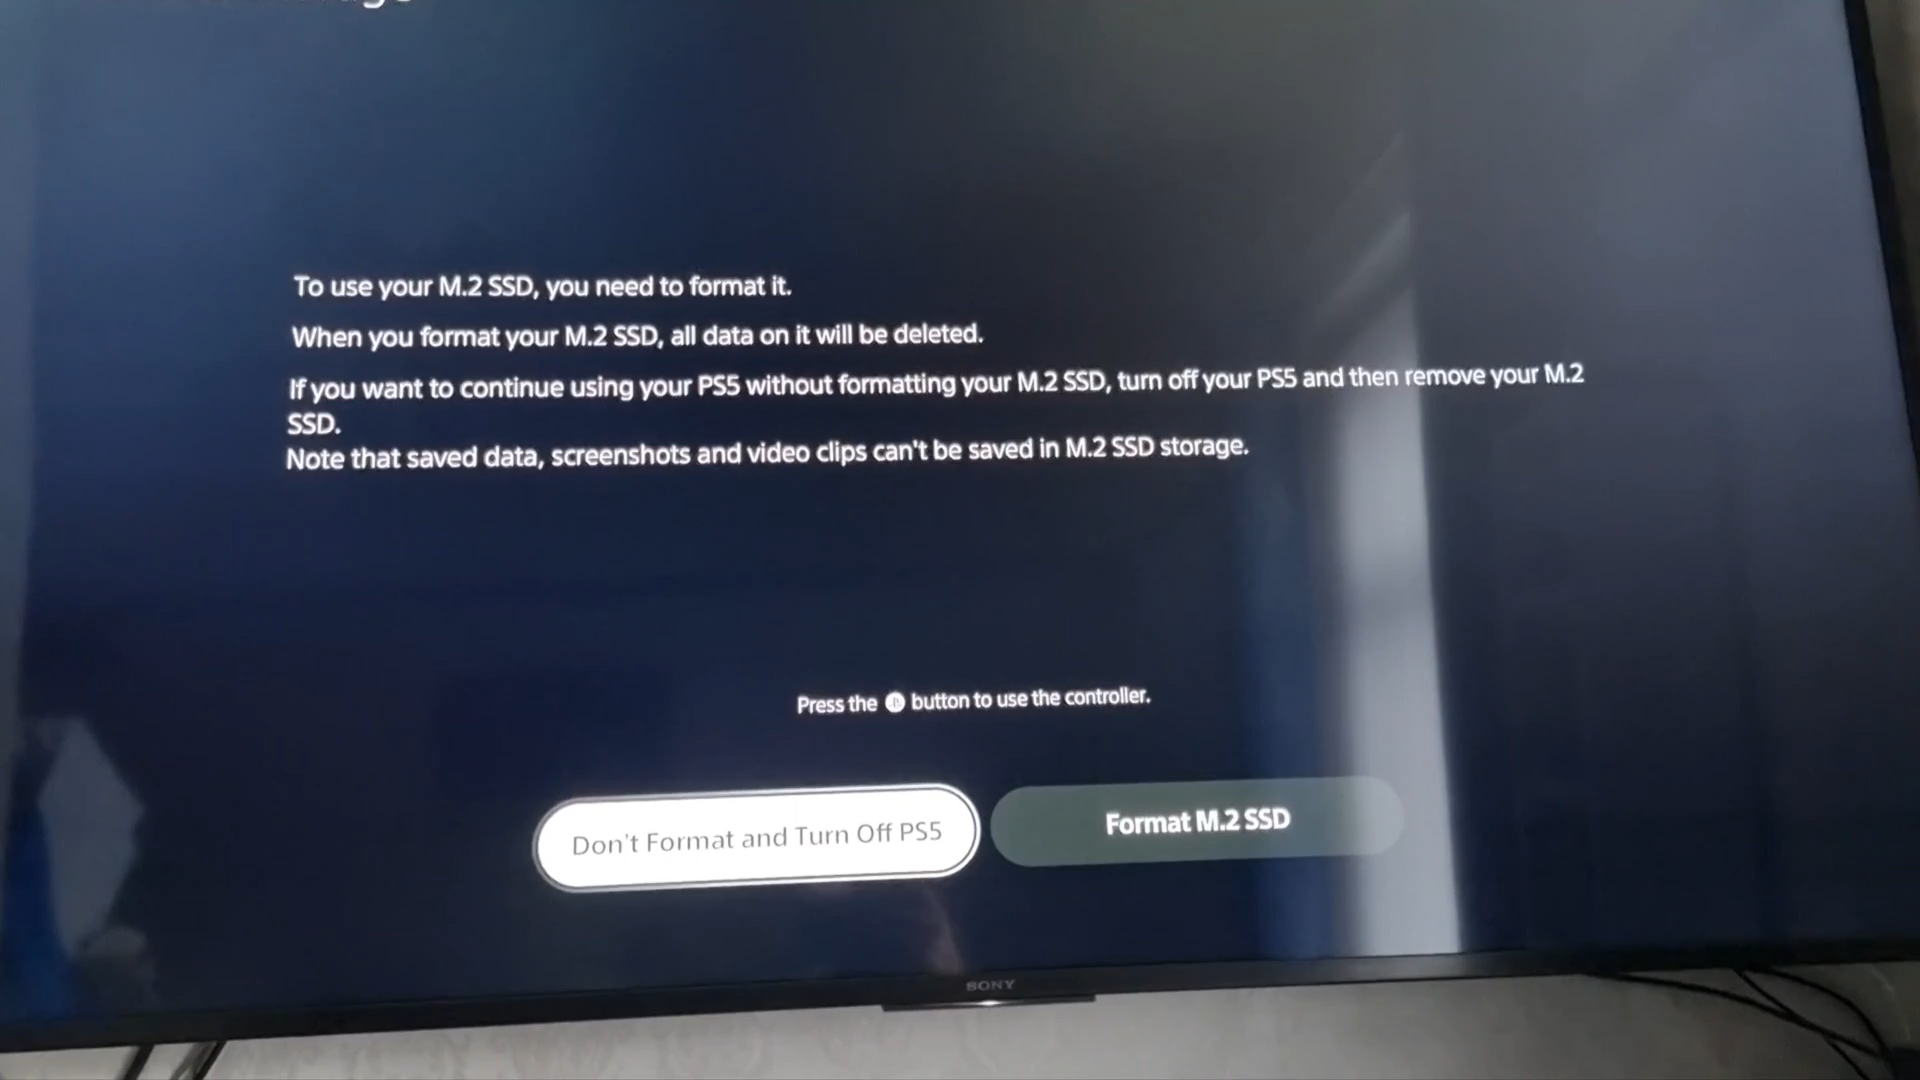 To use your M.2 SSD, you need to format it.
When you format your M.2 SSD, all data on it will be deleted.
If you want to continue using your PS5 without formatting your M.2 SSD, turn off your PS5 and then remove your M.2
SSD.
Note that saved data, screenshots and video clips can't be saved in M.2 SSD storage.
Press the button to use the controller.
Don't Format and Turn Off PS5
Format M.2 SSD
SONY